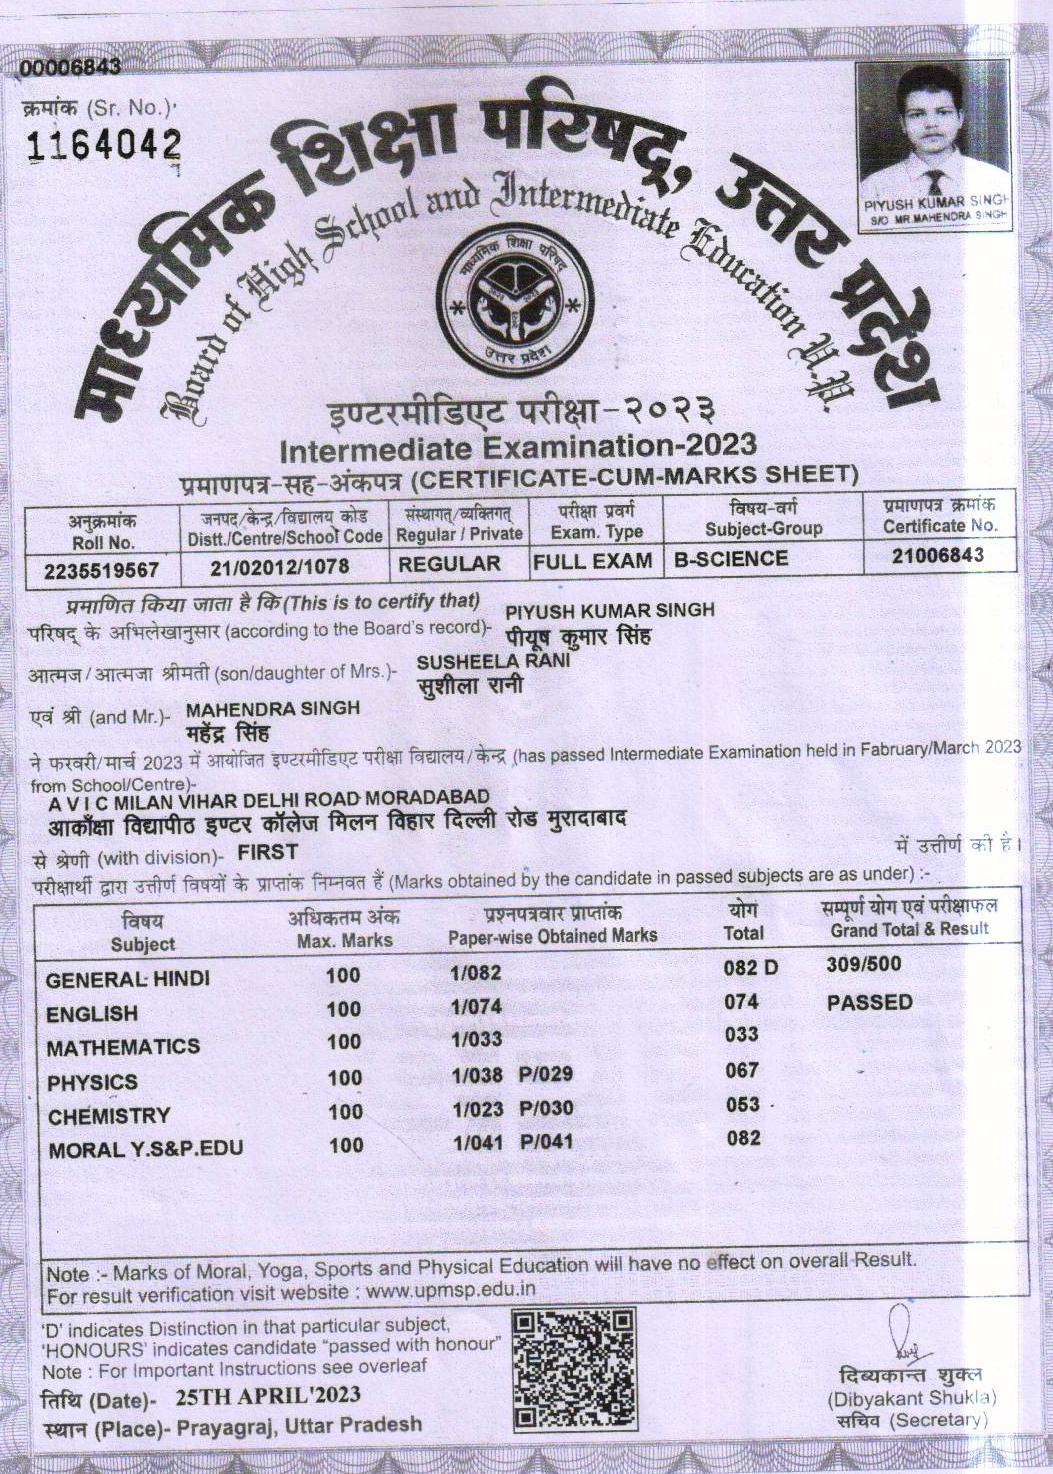 00006843
क्रमांक (Sr. No.)
1164042
माध्यमिक शिक्षा परिषद्, उत्तर प्रदेश
Board of High School and Intermediate Education U.P.
PIYUSH KUMAR SINGH
S/O MR.MAHENDRA SINGH
माध्यमिक शिक्षा परिषद्
उत्तर प्रदेश
इण्टरमीडिएट परीक्षा-२०२३
Intermediate Examination-2023
प्रमाणपत्र-सह-अंकपत्र (CERTIFICATE-CUM-MARKS SHEET)
अनुक्रमांक जनपद/केन्द्र/विद्यालय कोड संस्थागत्/व्यक्तिगत् परीक्षा प्रवर्ग विषय-वर्ग प्रमाणपत्र क्रमांक
Roll No. Distt./Centre/School Code Regular / Private Exam. Type Subject-Group Certificate No.
2235519567 21/02012/1078 REGULAR FULL EXAM B-SCIENCE 21006843
प्रमाणित किया जाता है कि (This is to certify that) PIYUSH KUMAR SINGH
परिषद् के अभिलेखानुसार (according to the Board's record)- पीयूष कुमार सिंह
SUSHEELA RANI
आत्मज/आत्मजा श्रीमती (son/daughter of Mrs.)- सुशीला रानी
एवं श्री (and Mr.)- MAHENDRA SINGH
महेंद्र सिंह
ने फरवरी/मार्च 2023 में आयोजित इण्टरमीडिएट परीक्षा विद्यालय/केन्द्र (has passed Intermediate Examination held in Fabruary/March 2023
from School/Centre)-
A V I C MILAN VIHAR DELHI ROAD MORADABAD
आकाँक्षा विद्यापीठ इण्टर कॉलेज मिलन विहार दिल्ली रोड मुरादाबाद
से श्रेणी (with division)- FIRST में उत्तीर्ण की है।
परीक्षार्थी द्वारा उत्तीर्ण विषयों के प्राप्तांक निम्नवत हैं (Marks obtained by the candidate in passed subjects are as under) :-
विषय अधिकतम अंक प्रश्नपत्रवार प्राप्तांक योग सम्पूर्ण योग एवं परीक्षाफल
Subject Max. Marks Paper-wise Obtained Marks Total Grand Total & Result
GENERAL HINDI 100 1/082 082 D 309/500
ENGLISH 100 1/074 074 PASSED
MATHEMATICS 100 1/033 033
PHYSICS 100 1/038 P/029 067
CHEMISTRY 100 1/023 P/030 053
MORAL Y.S&P.EDU 100 1/041 P/041 082
Note :- Marks of Moral, Yoga, Sports and Physical Education will have no effect on overall Result.
For result verification visit website : www.upmsp.edu.in
'D' indicates Distinction in that particular subject,
'HONOURS' indicates candidate "passed with honour"
Note : For Important Instructions see overleaf
तिथि (Date)- 25TH APRIL'2023
स्थान (Place)- Prayagraj, Uttar Pradesh
दिब्यकान्त शुक्ल
(Dibyakant Shukla)
सचिव (Secretary)